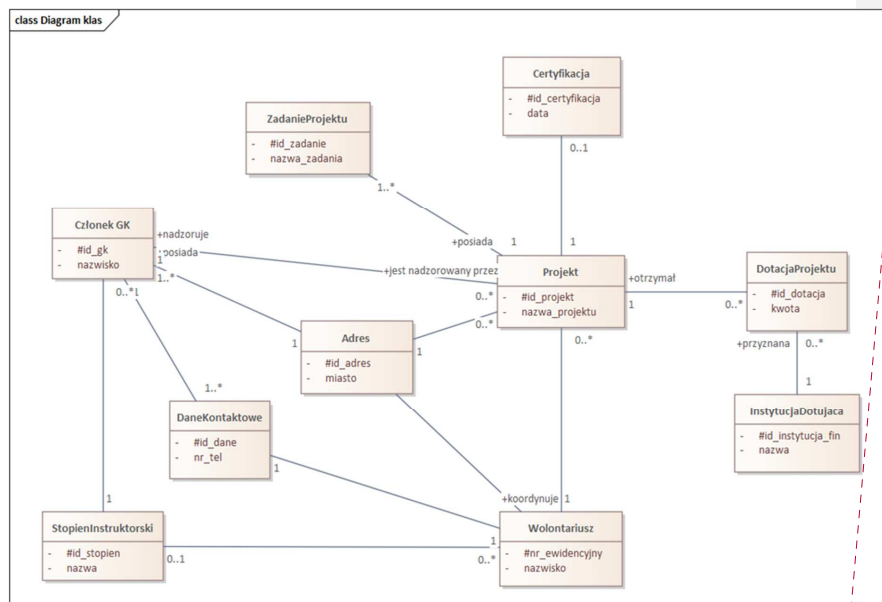 class Diagram klas
Certyfikacja
- #id_certyfikacja
- data
0..1
1
ZadanieProjektu
- #id_zadanie
- nazwa_zadania
1..*
+posiada
1
Członek GK
- #id_gk
- nazwisko
+nadzoruje
+posiada
1
1..*
0..*
1
+jest nadzorowany przez
0..*
0..*
Projekt
- #id_projekt
- nazwa_projektu
+otrzymał
1
0..*
0..*
DotacjaProjektu
- #id_dotacja
- kwota
+przyznana
0..*
1
Adres
- #id_adres
- miasto
1
1
InstytucjaDotujaca
- #id_instytucja_fin
- nazwa
1..*
DaneKontaktowe
- #id_dane
- nr_tel
1
+koordynuje
1
1
StopienInstruktorski
- #id_stopien
- nazwa
0..1
1
0..*
Wolontariusz
- #nr_ewidencyjny
- nazwisko